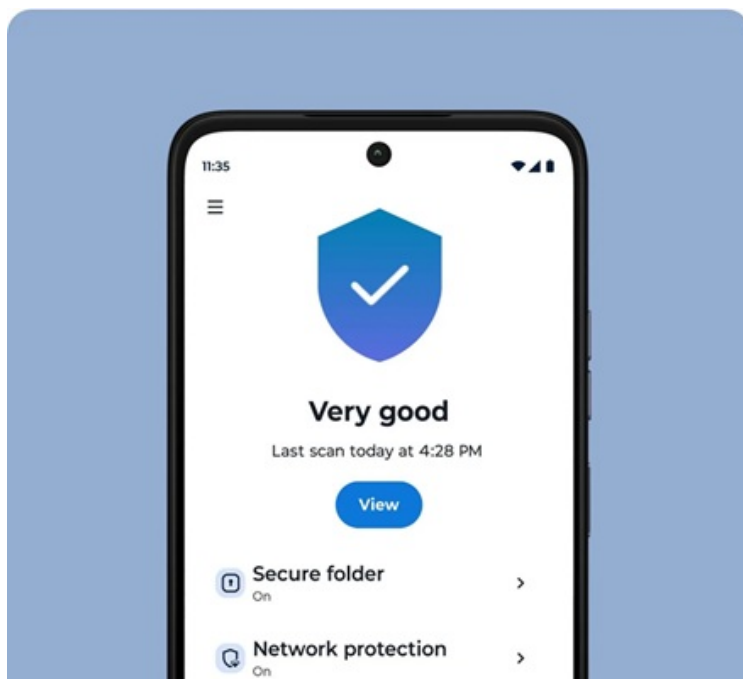 11:35
Very good
Last scan today at 4:28 PM
View
Secure folder
On
Network protection
On